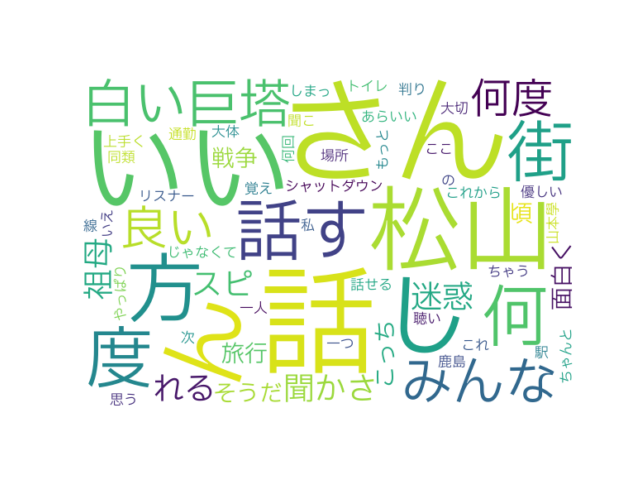 白い巨塔
さん
しまっ
トイレ
判り
大切
何度
あらいい
上手く
通勤
大体
聞こ
何回
同類
戦争
場所
もっと
ここ
街
いい
リスナー
覚え
シャットダウン
の
これから
優しい
線
いえ
良い
話す
私
松山
頃
山本學
祖母
じゃなくて
ちゃう
面白く
やっぱり
方
スピ
一人
話せる
迷惑
聴い
ん
話
し
何
度
次
旅行
一つ
こっち
鹿島
これ
駅
ちゃんと
思う
れる
そうだ
聞かさ
みんな